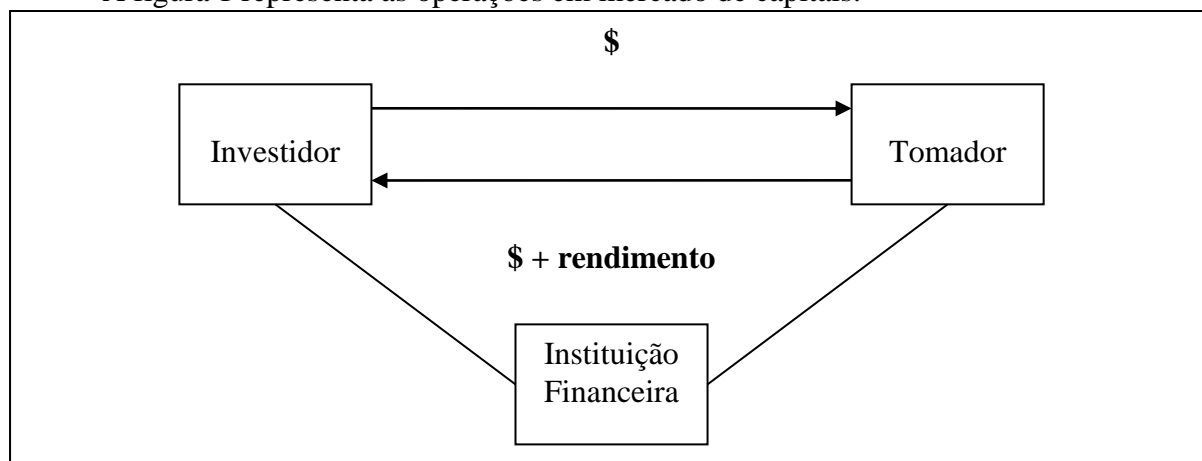 A figura 1 representa as operações em mercado de capitais.
$
Investidor
Tomador
$ + rendimento
Instituição
Financeira